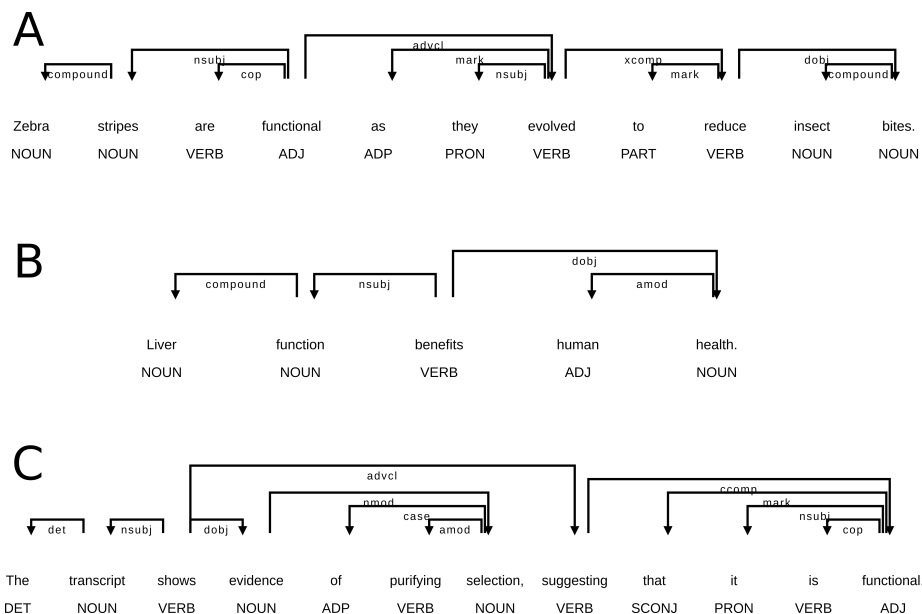 A
advcl
nsubj mark xcomp dobj
compound cop nsubj mark compound
Zebra stripes are functional as they evolved to reduce insect bites.
NOUN NOUN VERB ADJ ADP PRON VERB PART VERB NOUN NOUN
B
dobj
compound nsubj amod
Liver function benefits human health.
NOUN NOUN VERB ADJ NOUN
C
advcl
ccomp
nmod mark
case nsubj
det nsubj dobj amod cop
The transcript shows evidence of purifying selection, suggesting that it is functional
DET NOUN VERB NOUN ADP VERB NOUN VERB SCONJ PRON VERB ADJ